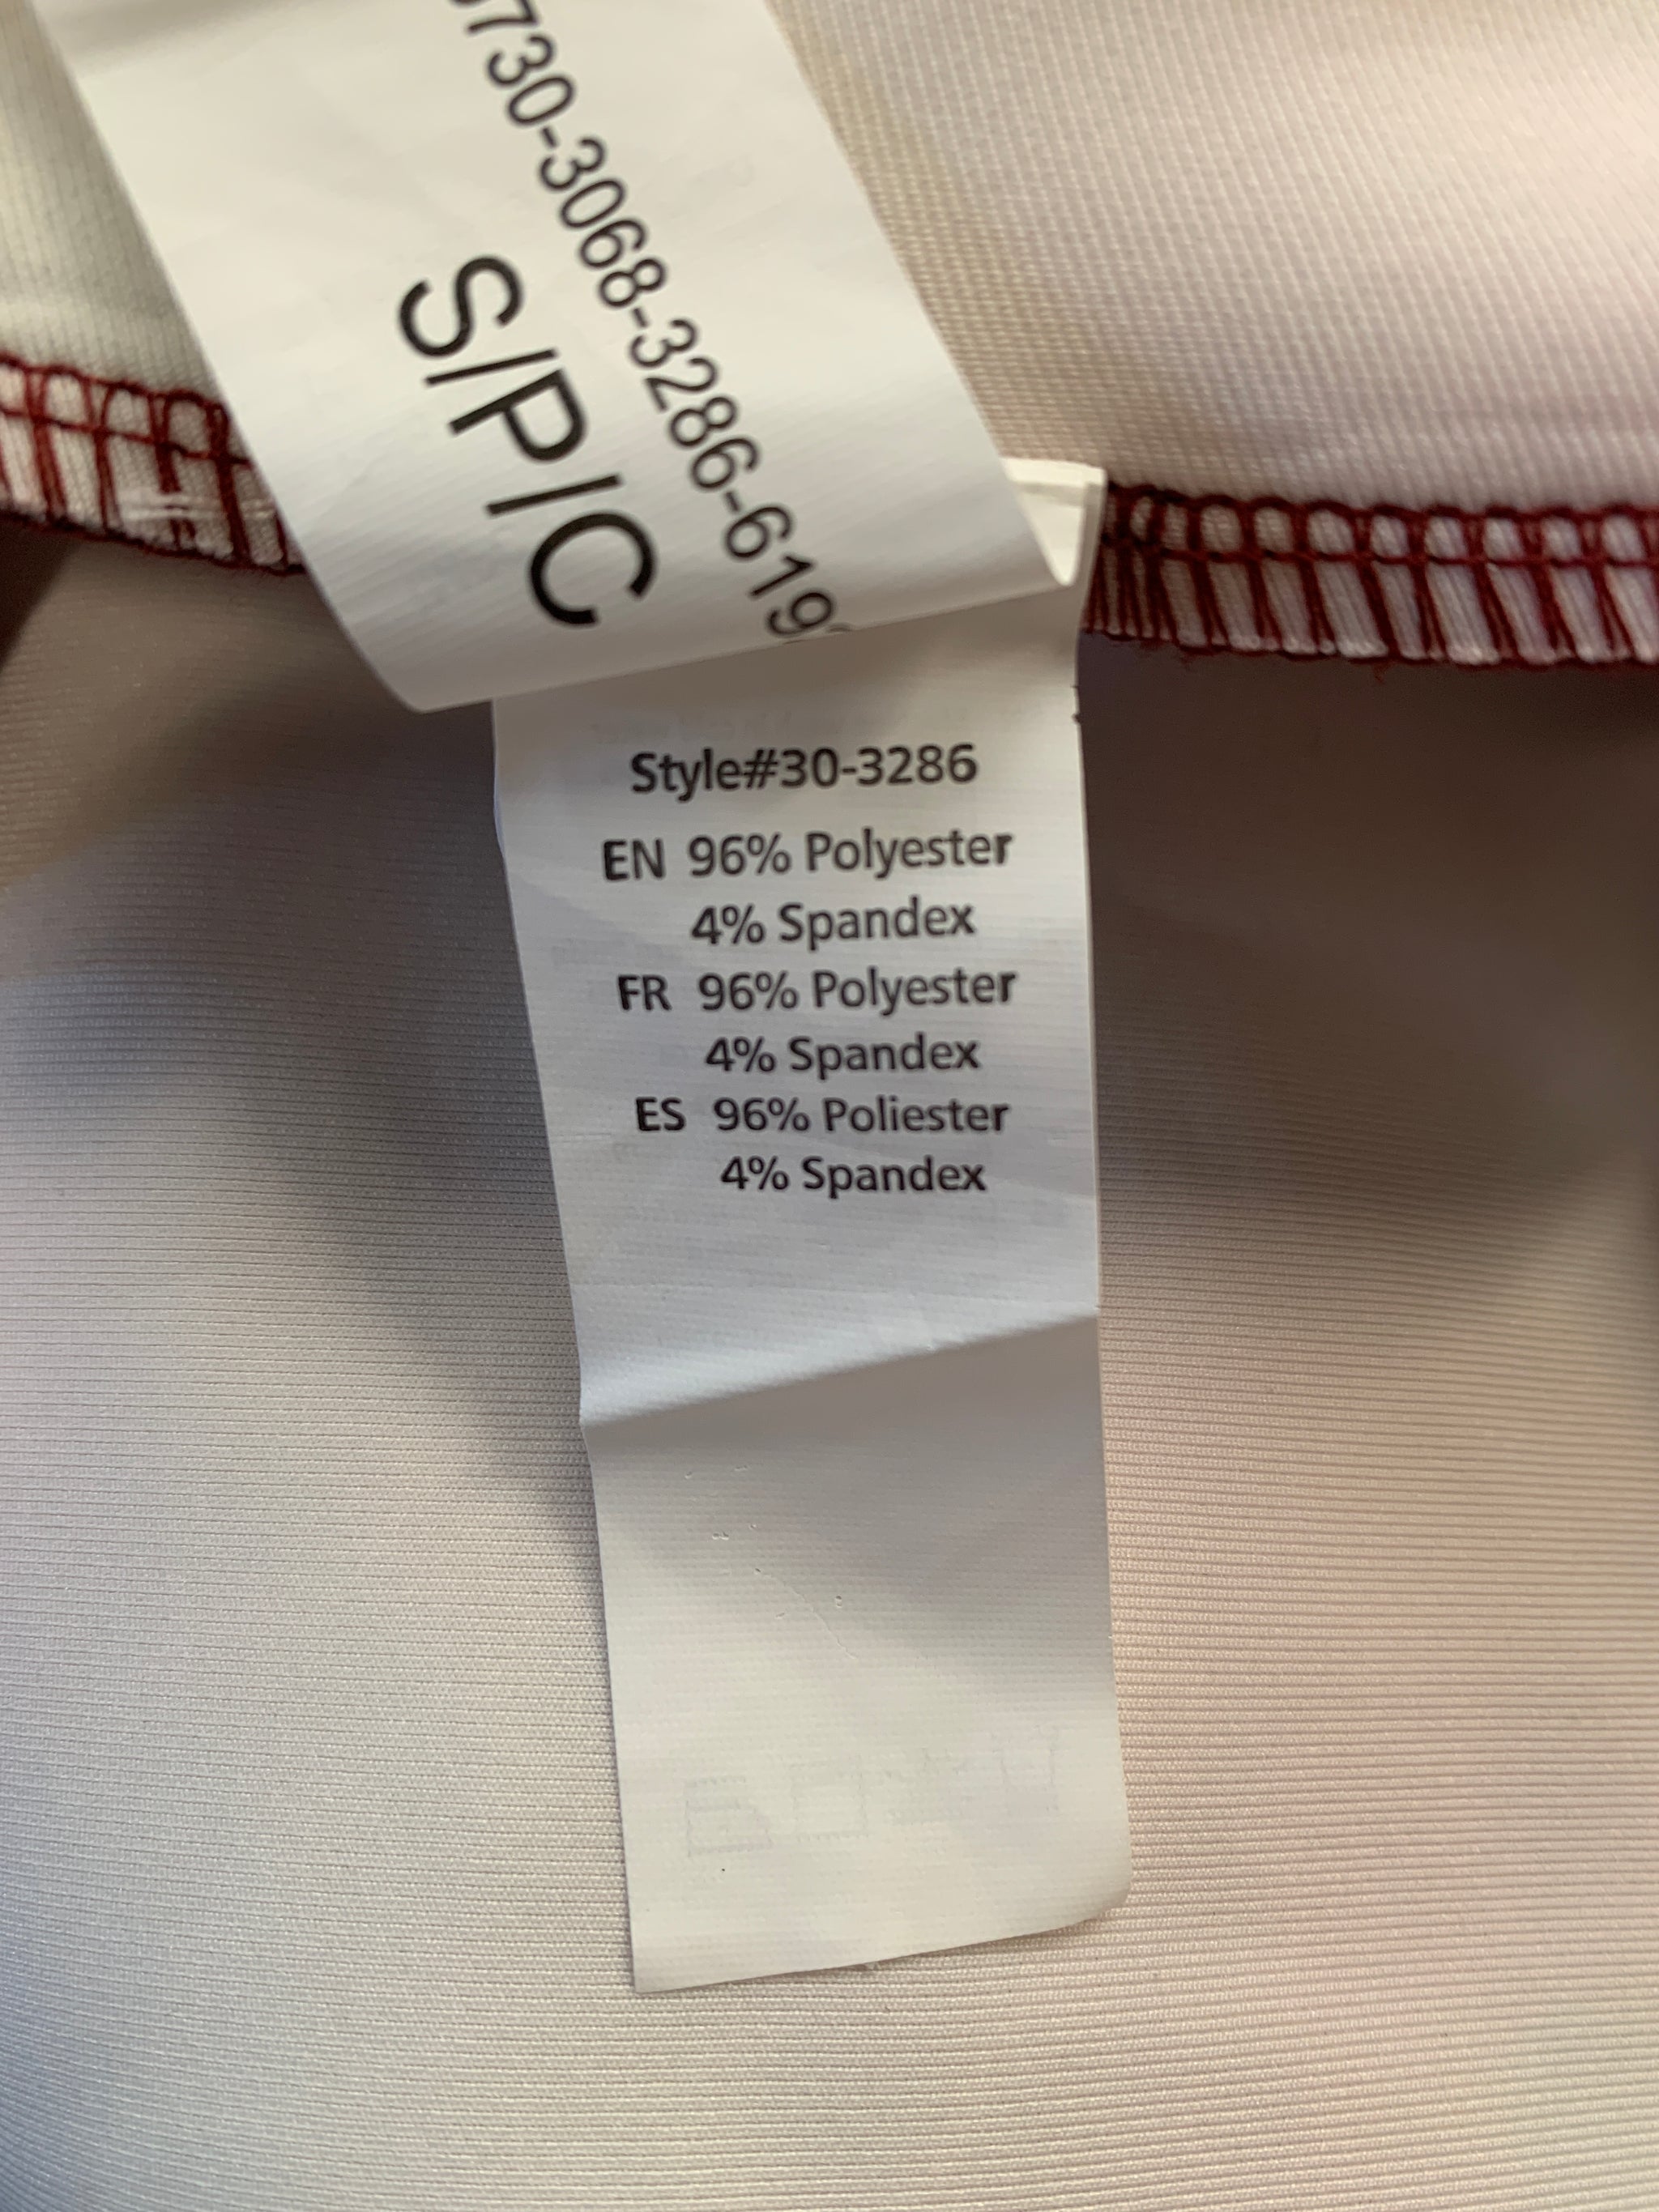 730-3068-3286-619
S/P/C
Style#30-3286
EN 96% Polyester
4% Spandex
FR 96% Polyester
4% Spandex
ES 96% Poliester
4% Spandex